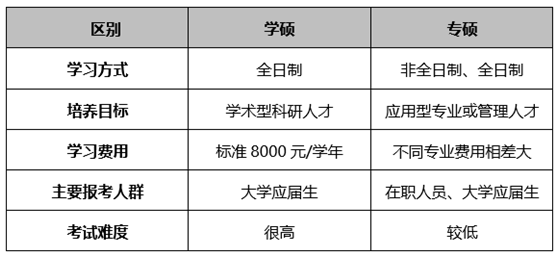 区别 学硕 专硕
学习方式 全日制 非全日制、全日制
培养目标 学术型科研人才 应用型专业或管理人才
学习费用 标准 8000 元/学年 不同专业费用相差大
主要报考人群 大学应届生 在职人员、大学应届生
考试难度 很高 较低